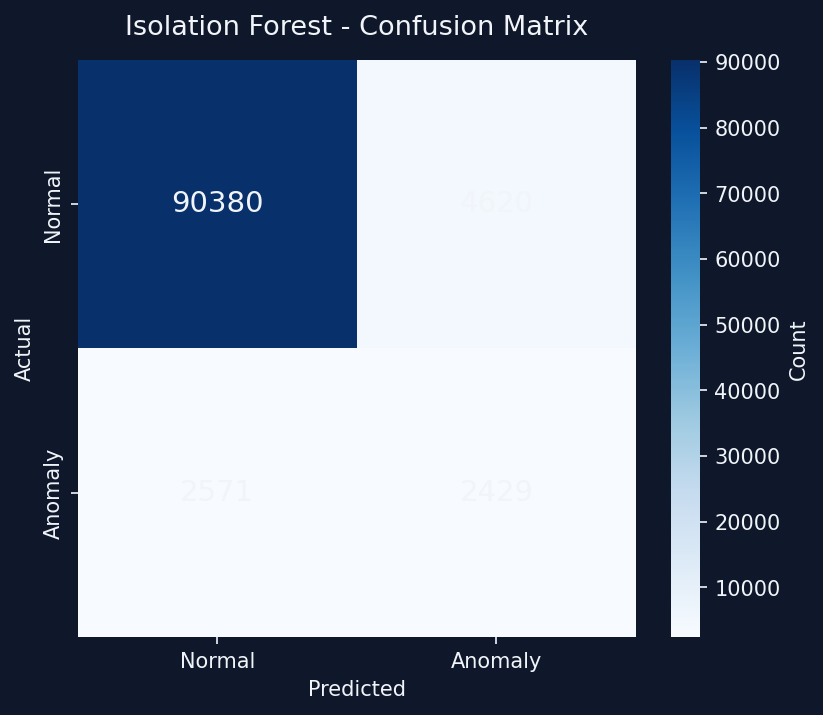 Isolation Forest - Confusion Matrix
Actual
Normal
Anomaly
90380
4620
2571
2429
Normal
Anomaly
Predicted
90000
80000
70000
60000
50000
40000
30000
20000
10000
Count